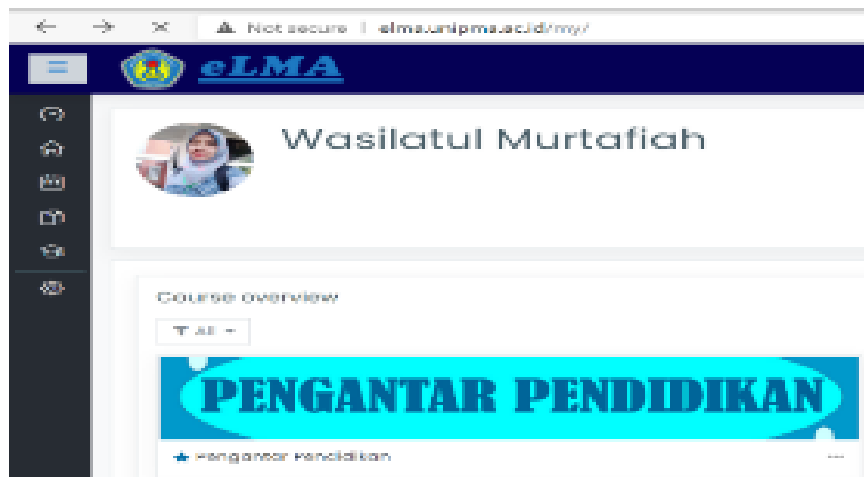 Not secure | elma.unipma.ac.id/my/
eLMA
Wasilatul Murtafiah
Course overview
All
PENGANTAR PENDIDIKAN
Pengantar Pendidikan